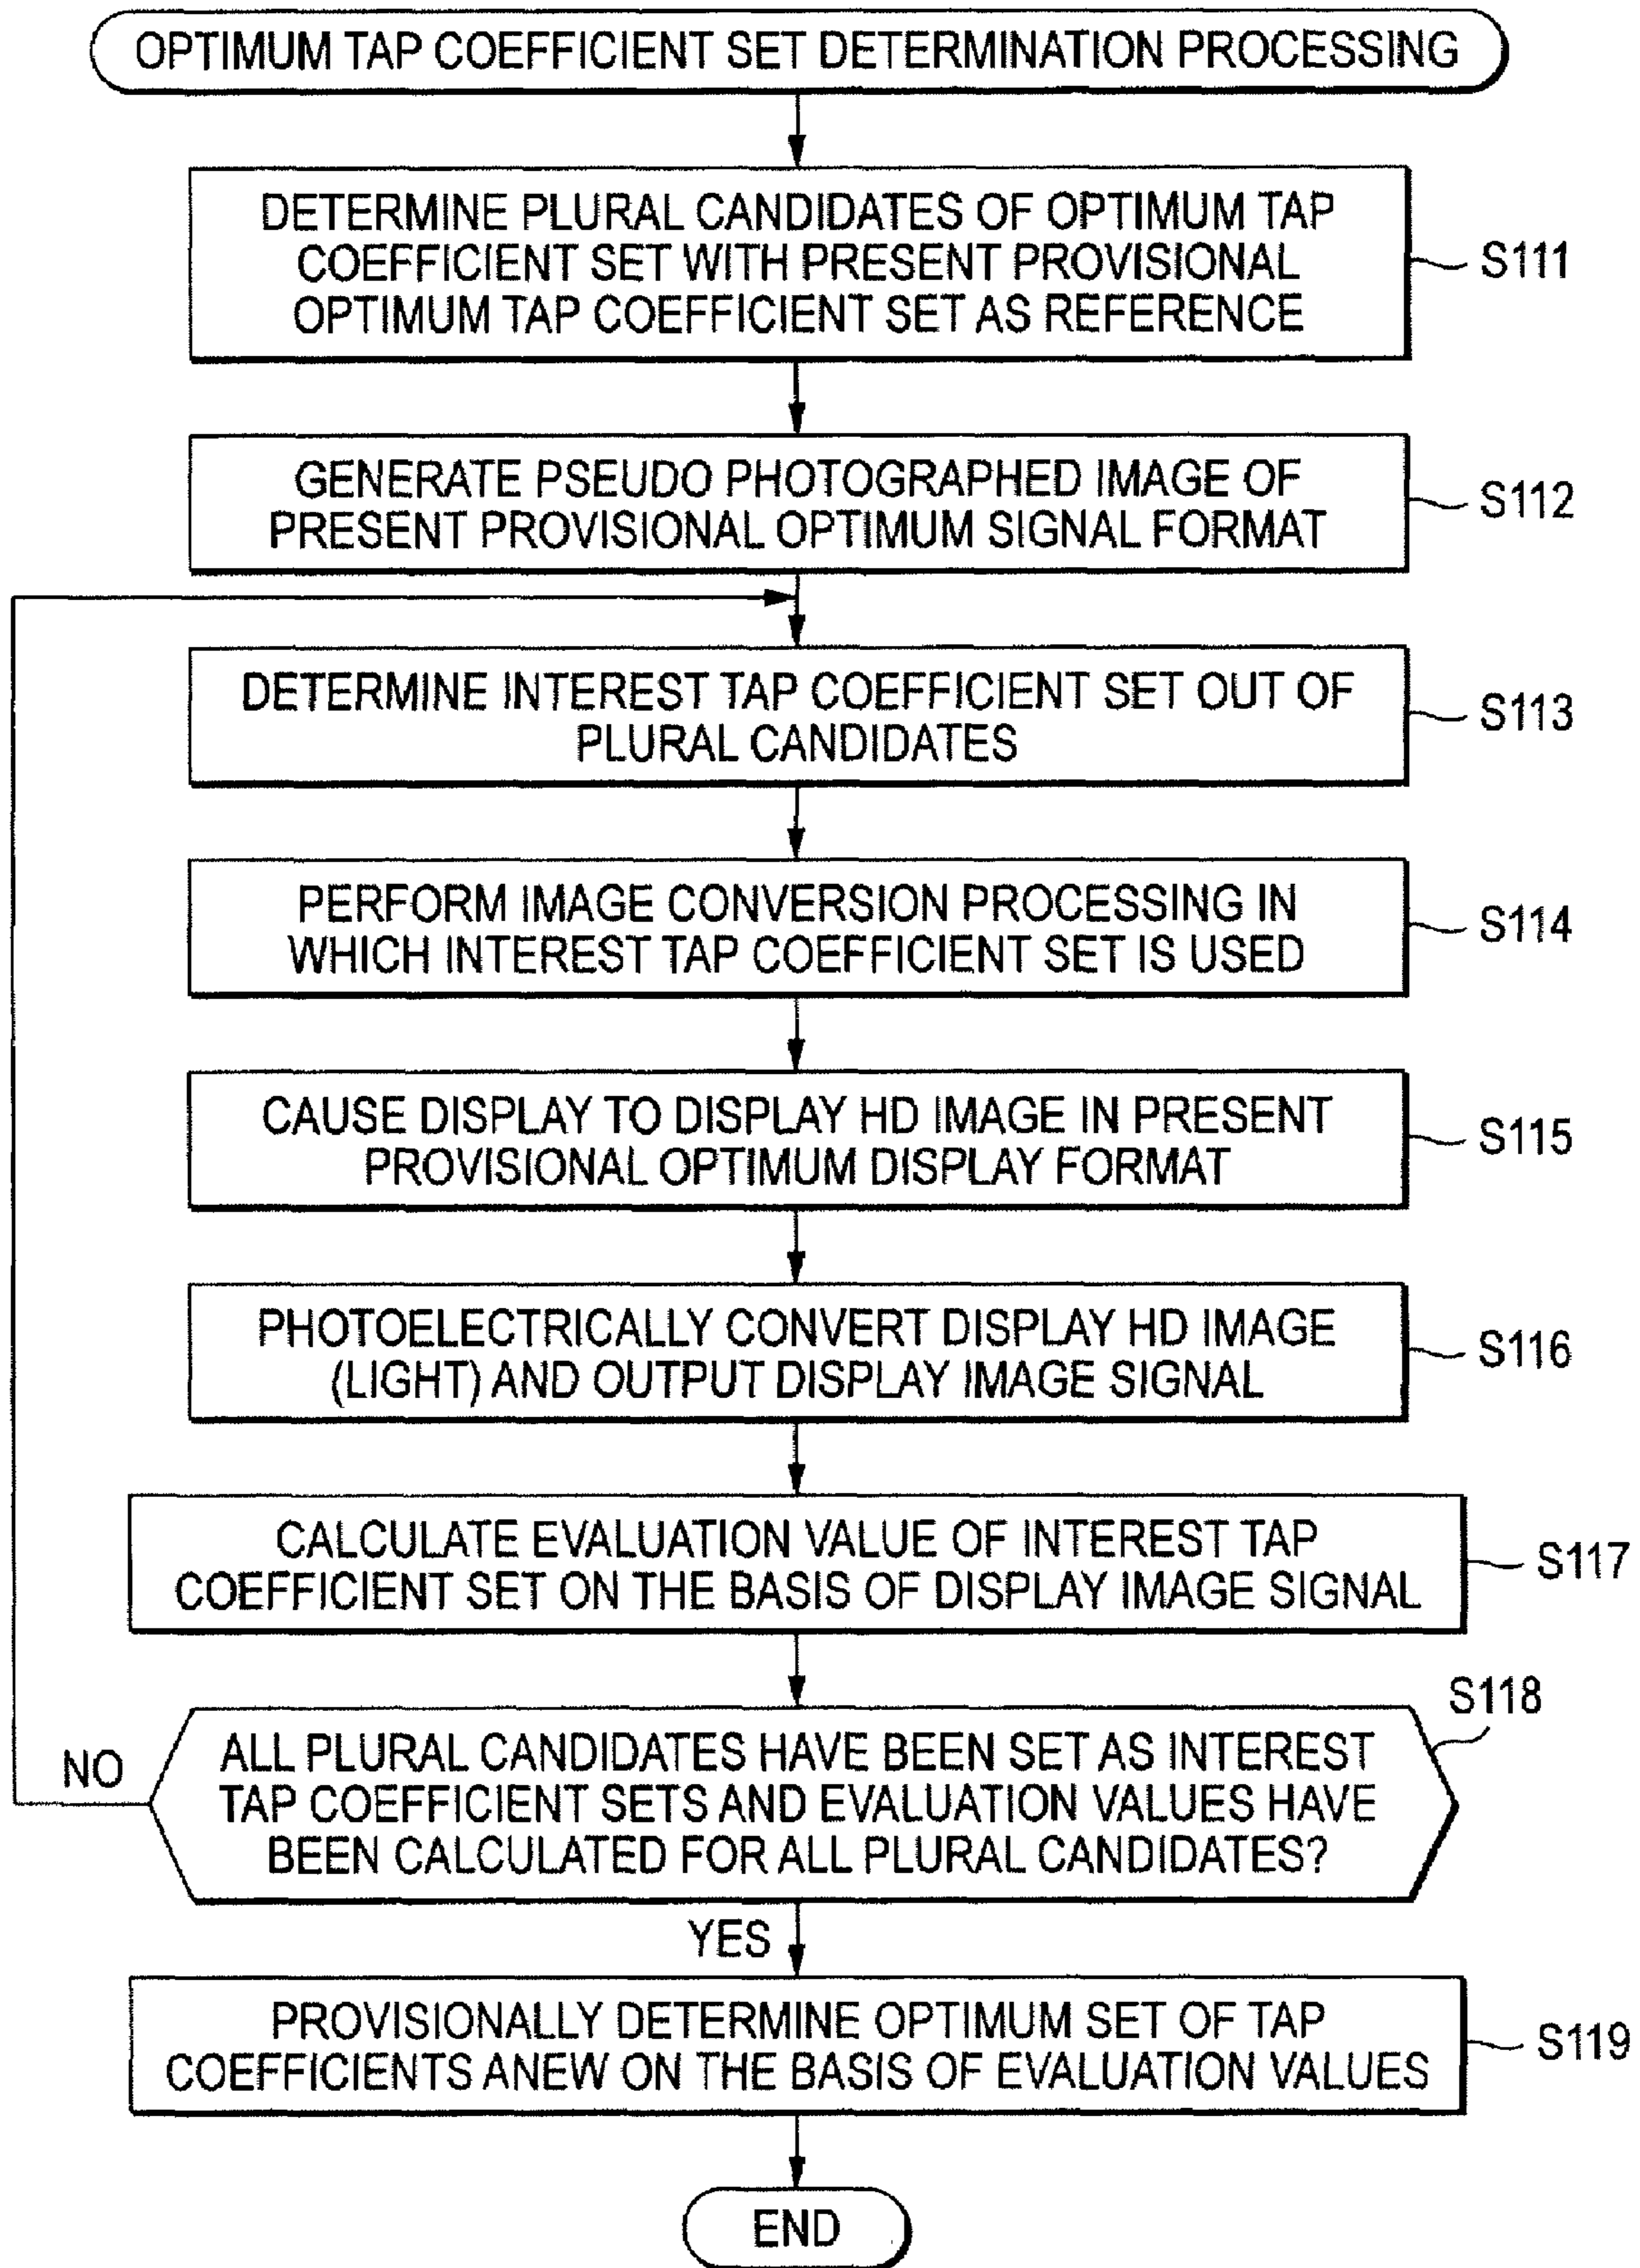 OPTIMUM TAP COEFFICIENT SET DETERMINATION PROCESSING
DETERMINE PLURAL CANDIDATES OF OPTIMUM TAP
COEFFICIENT SET WITH PRESENT PROVISIONAL
OPTIMUM TAP COEFFICIENT SET AS REFERENCE
S111
GENERATE PSEUDO PHOTOGRAPHED IMAGE OF
PRESENT PROVISIONAL OPTIMUM SIGNAL FORMAT
S112
DETERMINE INTEREST TAP COEFFICIENT SET OUT OF
PLURAL CANDIDATES
S113
PERFORM IMAGE CONVERSION PROCESSING IN
WHICH INTEREST TAP COEFFICIENT SET IS USED
S114
CAUSE DISPLAY TO DISPLAY HD IMAGE IN PRESENT
PROVISIONAL OPTIMUM DISPLAY FORMAT
S115
PHOTOELECTRICALLY CONVERT DISPLAY HD IMAGE
(LIGHT) AND OUTPUT DISPLAY IMAGE SIGNAL
S116
CALCULATE EVALUATION VALUE OF INTEREST TAP
COEFFICIENT SET ON THE BASIS OF DISPLAY IMAGE SIGNAL
S117
S118
NO
ALL PLURAL CANDIDATES HAVE BEEN SET AS INTEREST
TAP COEFFICIENT SETS AND EVALUATION VALUES HAVE
BEEN CALCULATED FOR ALL PLURAL CANDIDATES?
YES
PROVISIONALLY DETERMINE OPTIMUM SET OF TAP
COEFFICIENTS ANEW ON THE BASIS OF EVALUATION VALUES
S119
END